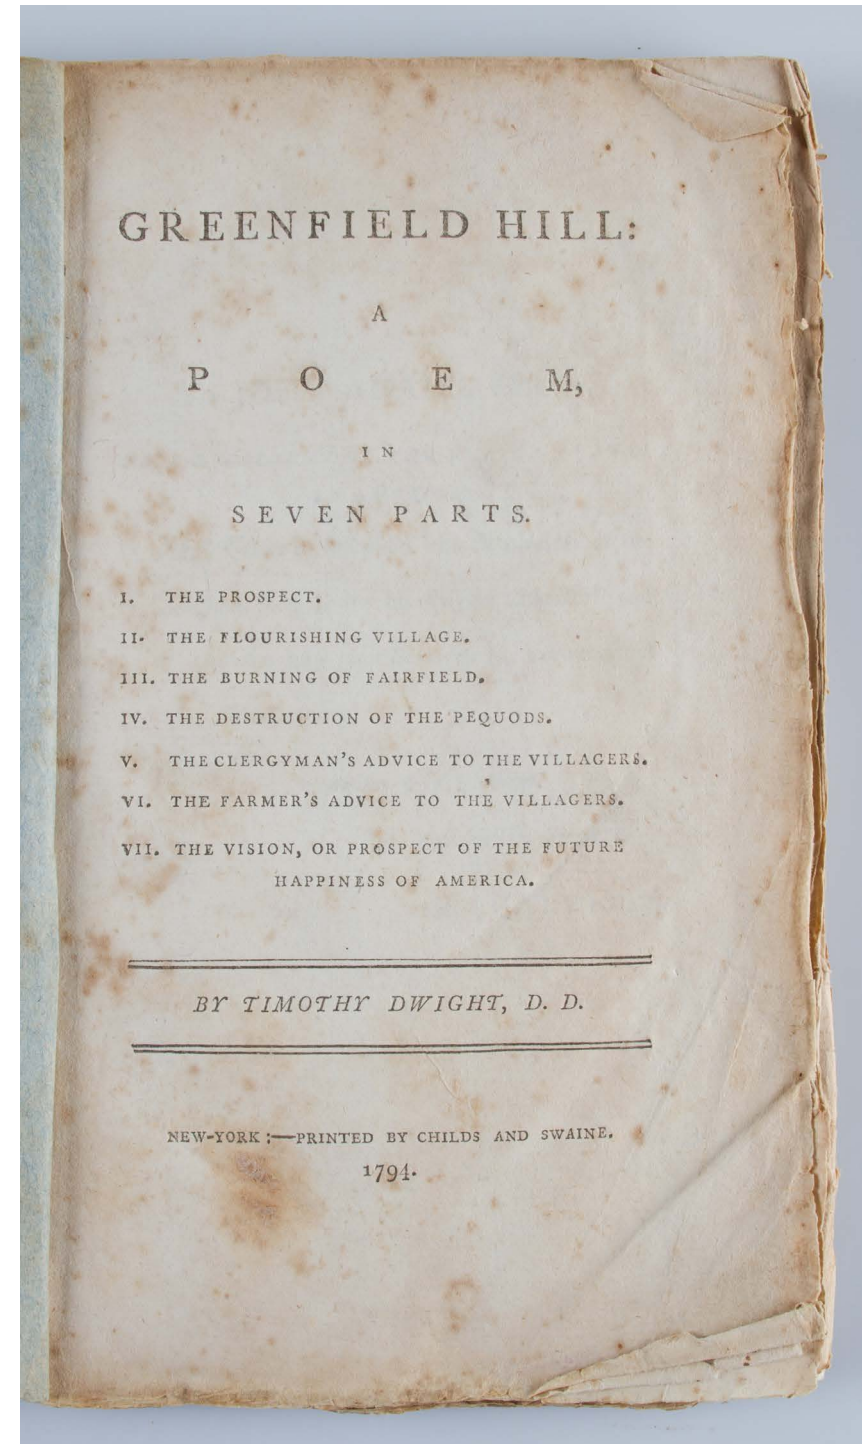 GREENFIELD HILL:
A
POEM,
IN
SEVEN PARTS.
I. THE PROSPECT.
II. THE FLOURISHING VILLAGE.
III. THE BURNING OF FAIRFIELD.
IV. THE DESTRUCTION OF THE PEQUODS.
V. THE CLERGYMAN'S ADVICE TO THE VILLAGERS.
VI. THE FARMER'S ADVICE TO THE VILLAGERS.
VII. THE VISION, OR PROSPECT OF THE FUTURE
HAPPINESS OF AMERICA.
BY TIMOTHY DWIGHT, D. D.
NEW-YORK:—PRINTED BY CHILDS AND SWAINE.
1794.